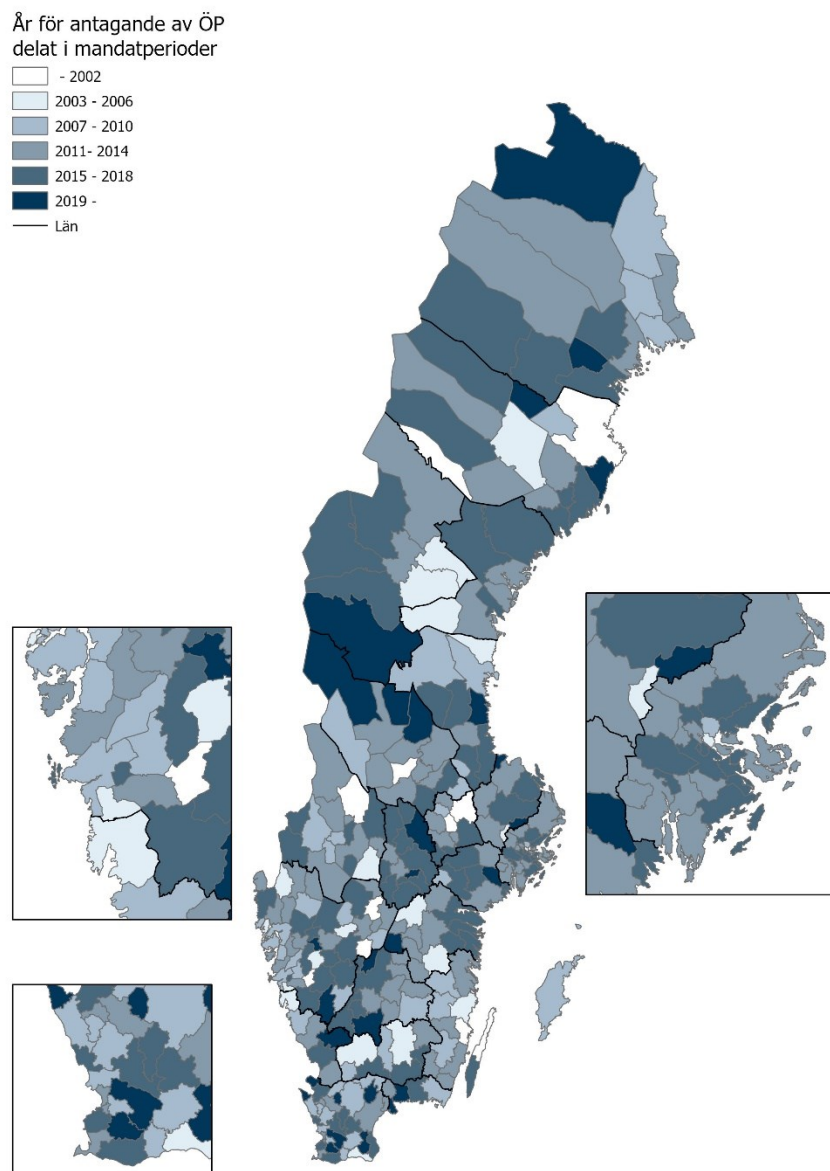 År för antagande av ÖP
delat i mandatperioder
- 2002
2003 - 2006
2007 - 2010
2011- 2014
2015 - 2018
2019 -
Län